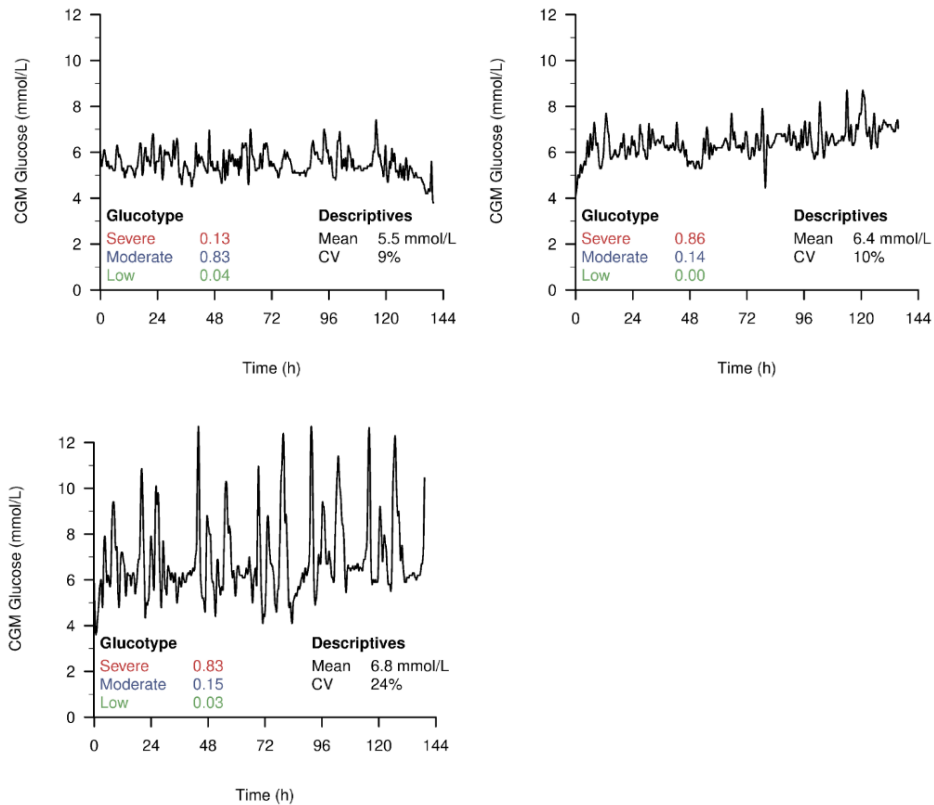 CGM Glucose (mmol/L)
12
10
8
6
4
2
0
Glucotype Descriptives
Severe 0.13 Mean 5.5 mmol/L
Moderate 0.83 CV 9%
Low 0.04
0 24 48 72 96 120 144
Time (h)
CGM Glucose (mmol/L)
12
10
8
6
4
2
0
Glucotype Descriptives
Severe 0.86 Mean 6.4 mmol/L
Moderate 0.14 CV 10%
Low 0.00
0 24 48 72 96 120 144
Time (h)
CGM Glucose (mmol/L)
12
10
8
6
4
2
0
Glucotype Descriptives
Severe 0.83 Mean 6.8 mmol/L
Moderate 0.15 CV 24%
Low 0.03
0 24 48 72 96 120 144
Time (h)